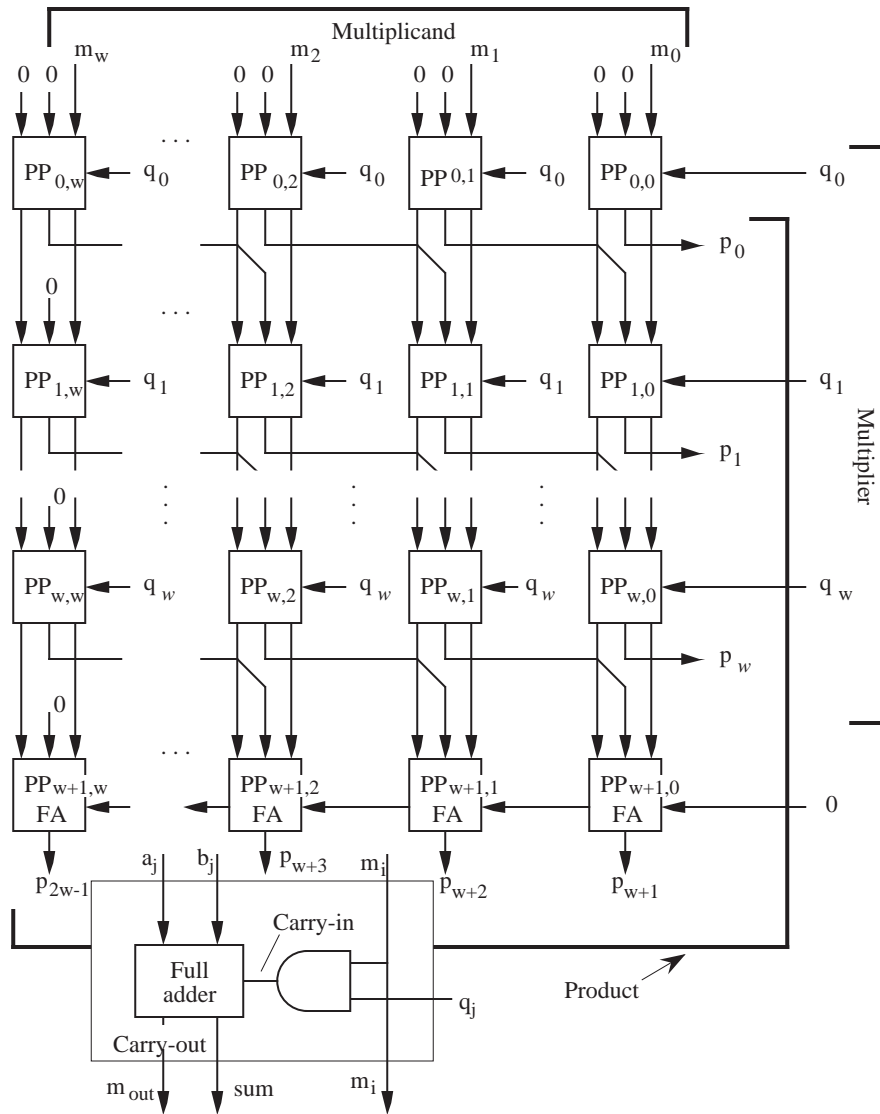 Multiplicand
m_w m_2 m_1 m_0
0 0 0 0 0 0 0 0
. . .
PP_0,w q_0 PP_0,2 q_0 PP^0,1 q_0 PP_0,0 q_0
p_0
0
. . .
PP_1,w q_1 PP_1,2 q_1 PP_1,1 q_1 PP_1,0 q_1
p_1
Multiplier
0 . . . . . . . . .
PP_w,w q_w PP_w,2 q_w PP_w,1 q_w PP_w,0 q_w
p_w
0
. . .
PP_w+1,w PP_w+1,2 PP_w+1,1 PP_w+1,0
FA FA FA FA 0
a_j b_j p_w+3 m_i
p_2w-1 p_w+2 p_w+1
Carry-in
Full
adder
q_j
Product
Carry-out
m_out sum m_i